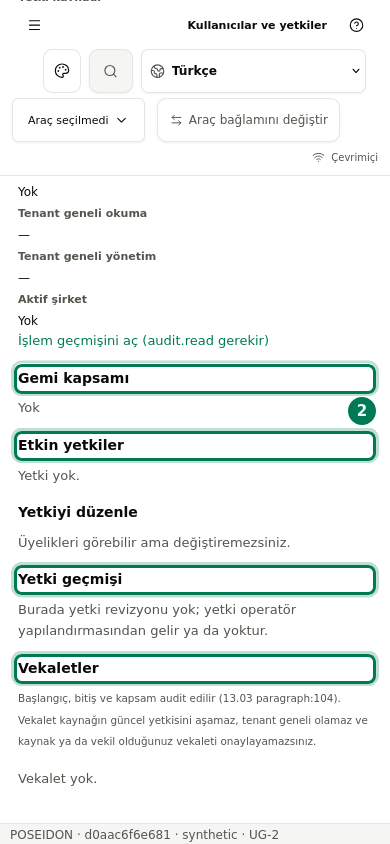 Kullanıcılar ve yetkiler
Türkçe
Araç seçilmedi
Araç bağlamını değiştir
Çevrimiçi
Yok
Tenant geneli okuma
—
Tenant geneli yönetim
—
Aktif şirket
Yok
İşlem geçmişini aç (audit.read gerekir)
Gemi kapsamı
Yok
2
Etkin yetkiler
Yetki yok.
Yetkiyi düzenle
Üyelikleri görebilir ama değiştiremezsiniz.
Yetki geçmişi
Burada yetki revizyonu yok; yetki operatör
yapılandırmasından gelir ya da yoktur.
Vekaletler
Başlangıç, bitiş ve kapsam audit edilir (13.03 paragraph:104).
Vekalet kaynağın güncel yetkisini aşamaz, tenant geneli olamaz ve
kaynak ya da vekil olduğunuz vekaleti onaylayamazsınız.
Vekalet yok.
POSEIDON · d0aac6f6e681 · synthetic · UG-2